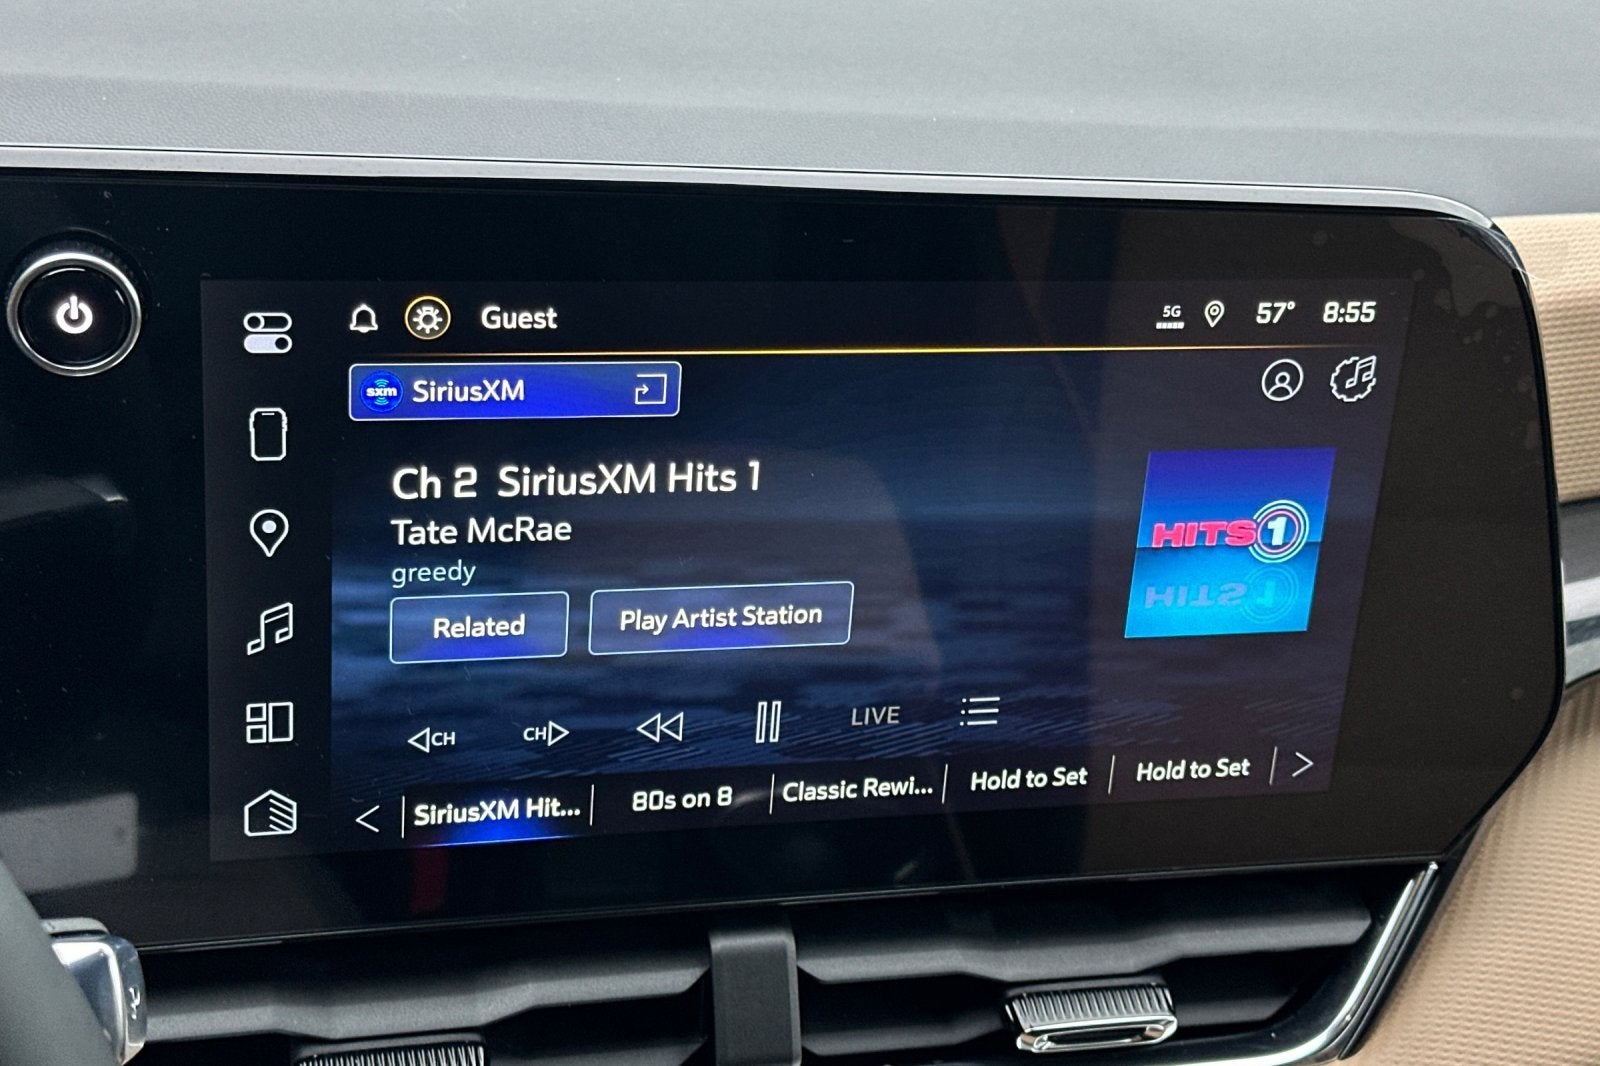 Guest
5G
57°
8:55
sxm SiriusXM
Ch 2 SiriusXM Hits 1
Tate McRae
greedy
HITS 1
Related
Play Artist Station
CH
CH
LIVE
SiriusXM Hit...
80s on 8
Classic Rewi...
Hold to Set
Hold to Set